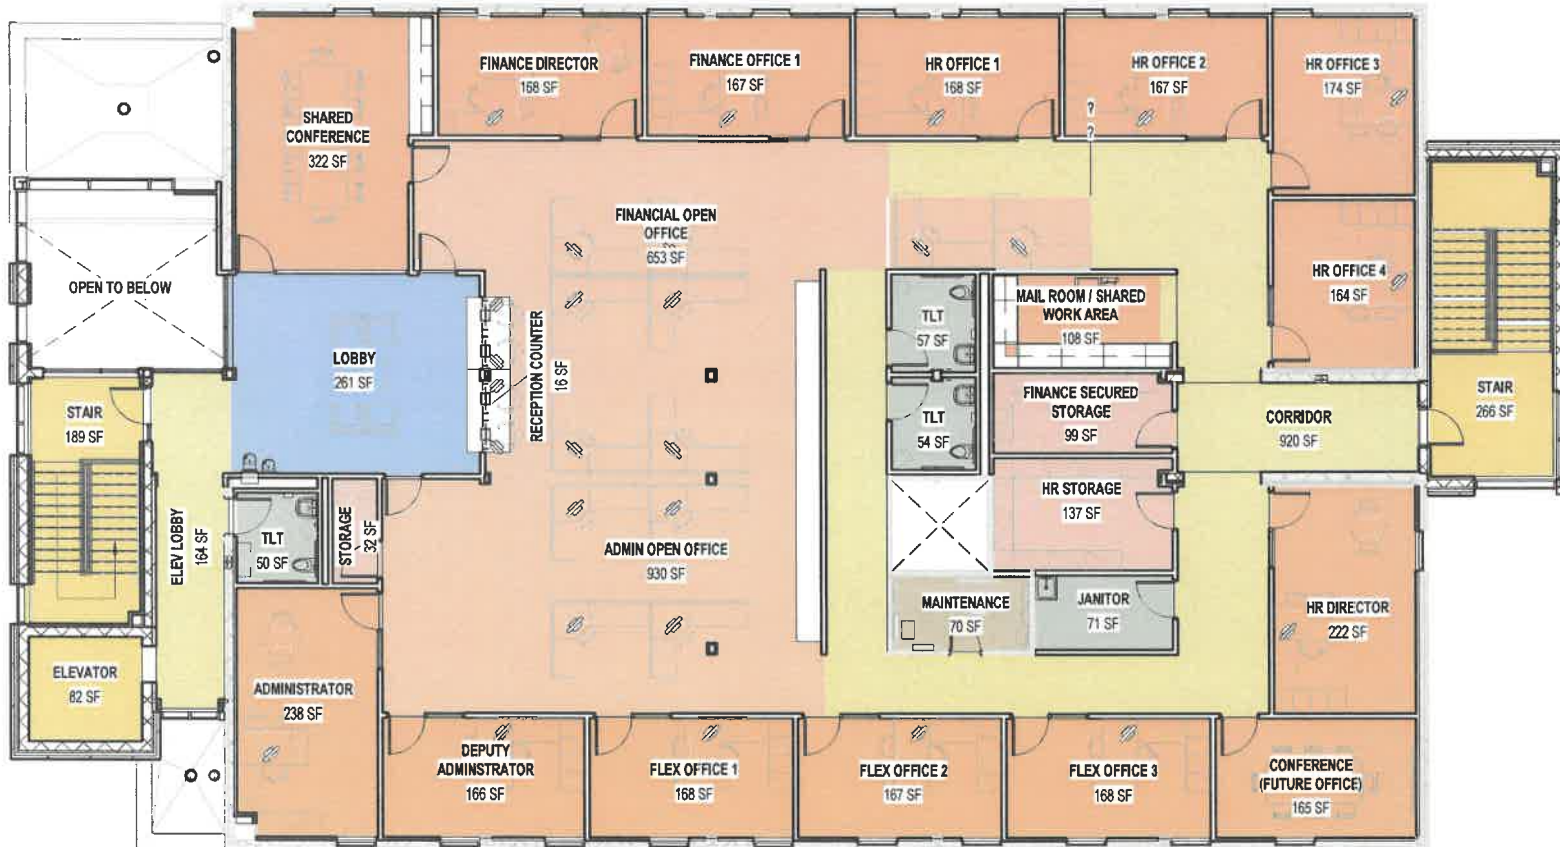 FINANCE DIRECTOR
168 SF
FINANCE OFFICE 1
167 SF
HR OFFICE 1
168 SF
HR OFFICE 2
167 SF
HR OFFICE 3
174 SF
SHARED
CONFERENCE
322 SF
?
?
FINANCIAL OPEN
OFFICE
653 SF
OPEN TO BELOW
HR OFFICE 4
164 SF
MAIL ROOM / SHARED
WORK AREA
108 SF
TLT
57 SF
LOBBY
261 SF
RECEPTION COUNTER
16 SF
STAIR
189 SF
TLT
54 SF
FINANCE SECURED
STORAGE
99 SF
CORRIDOR
920 SF
STAIR
266 SF
ELEV LOBBY
164 SF
TLT
50 SF
STORAGE
32 SF
ADMIN OPEN OFFICE
930 SF
HR STORAGE
137 SF
MAINTENANCE
70 SF
JANITOR
71 SF
HR DIRECTOR
222 SF
ELEVATOR
82 SF
ADMINISTRATOR
238 SF
DEPUTY
ADMINSTRATOR
166 SF
FLEX OFFICE 1
168 SF
FLEX OFFICE 2
167 SF
FLEX OFFICE 3
168 SF
CONFERENCE
(FUTURE OFFICE)
165 SF